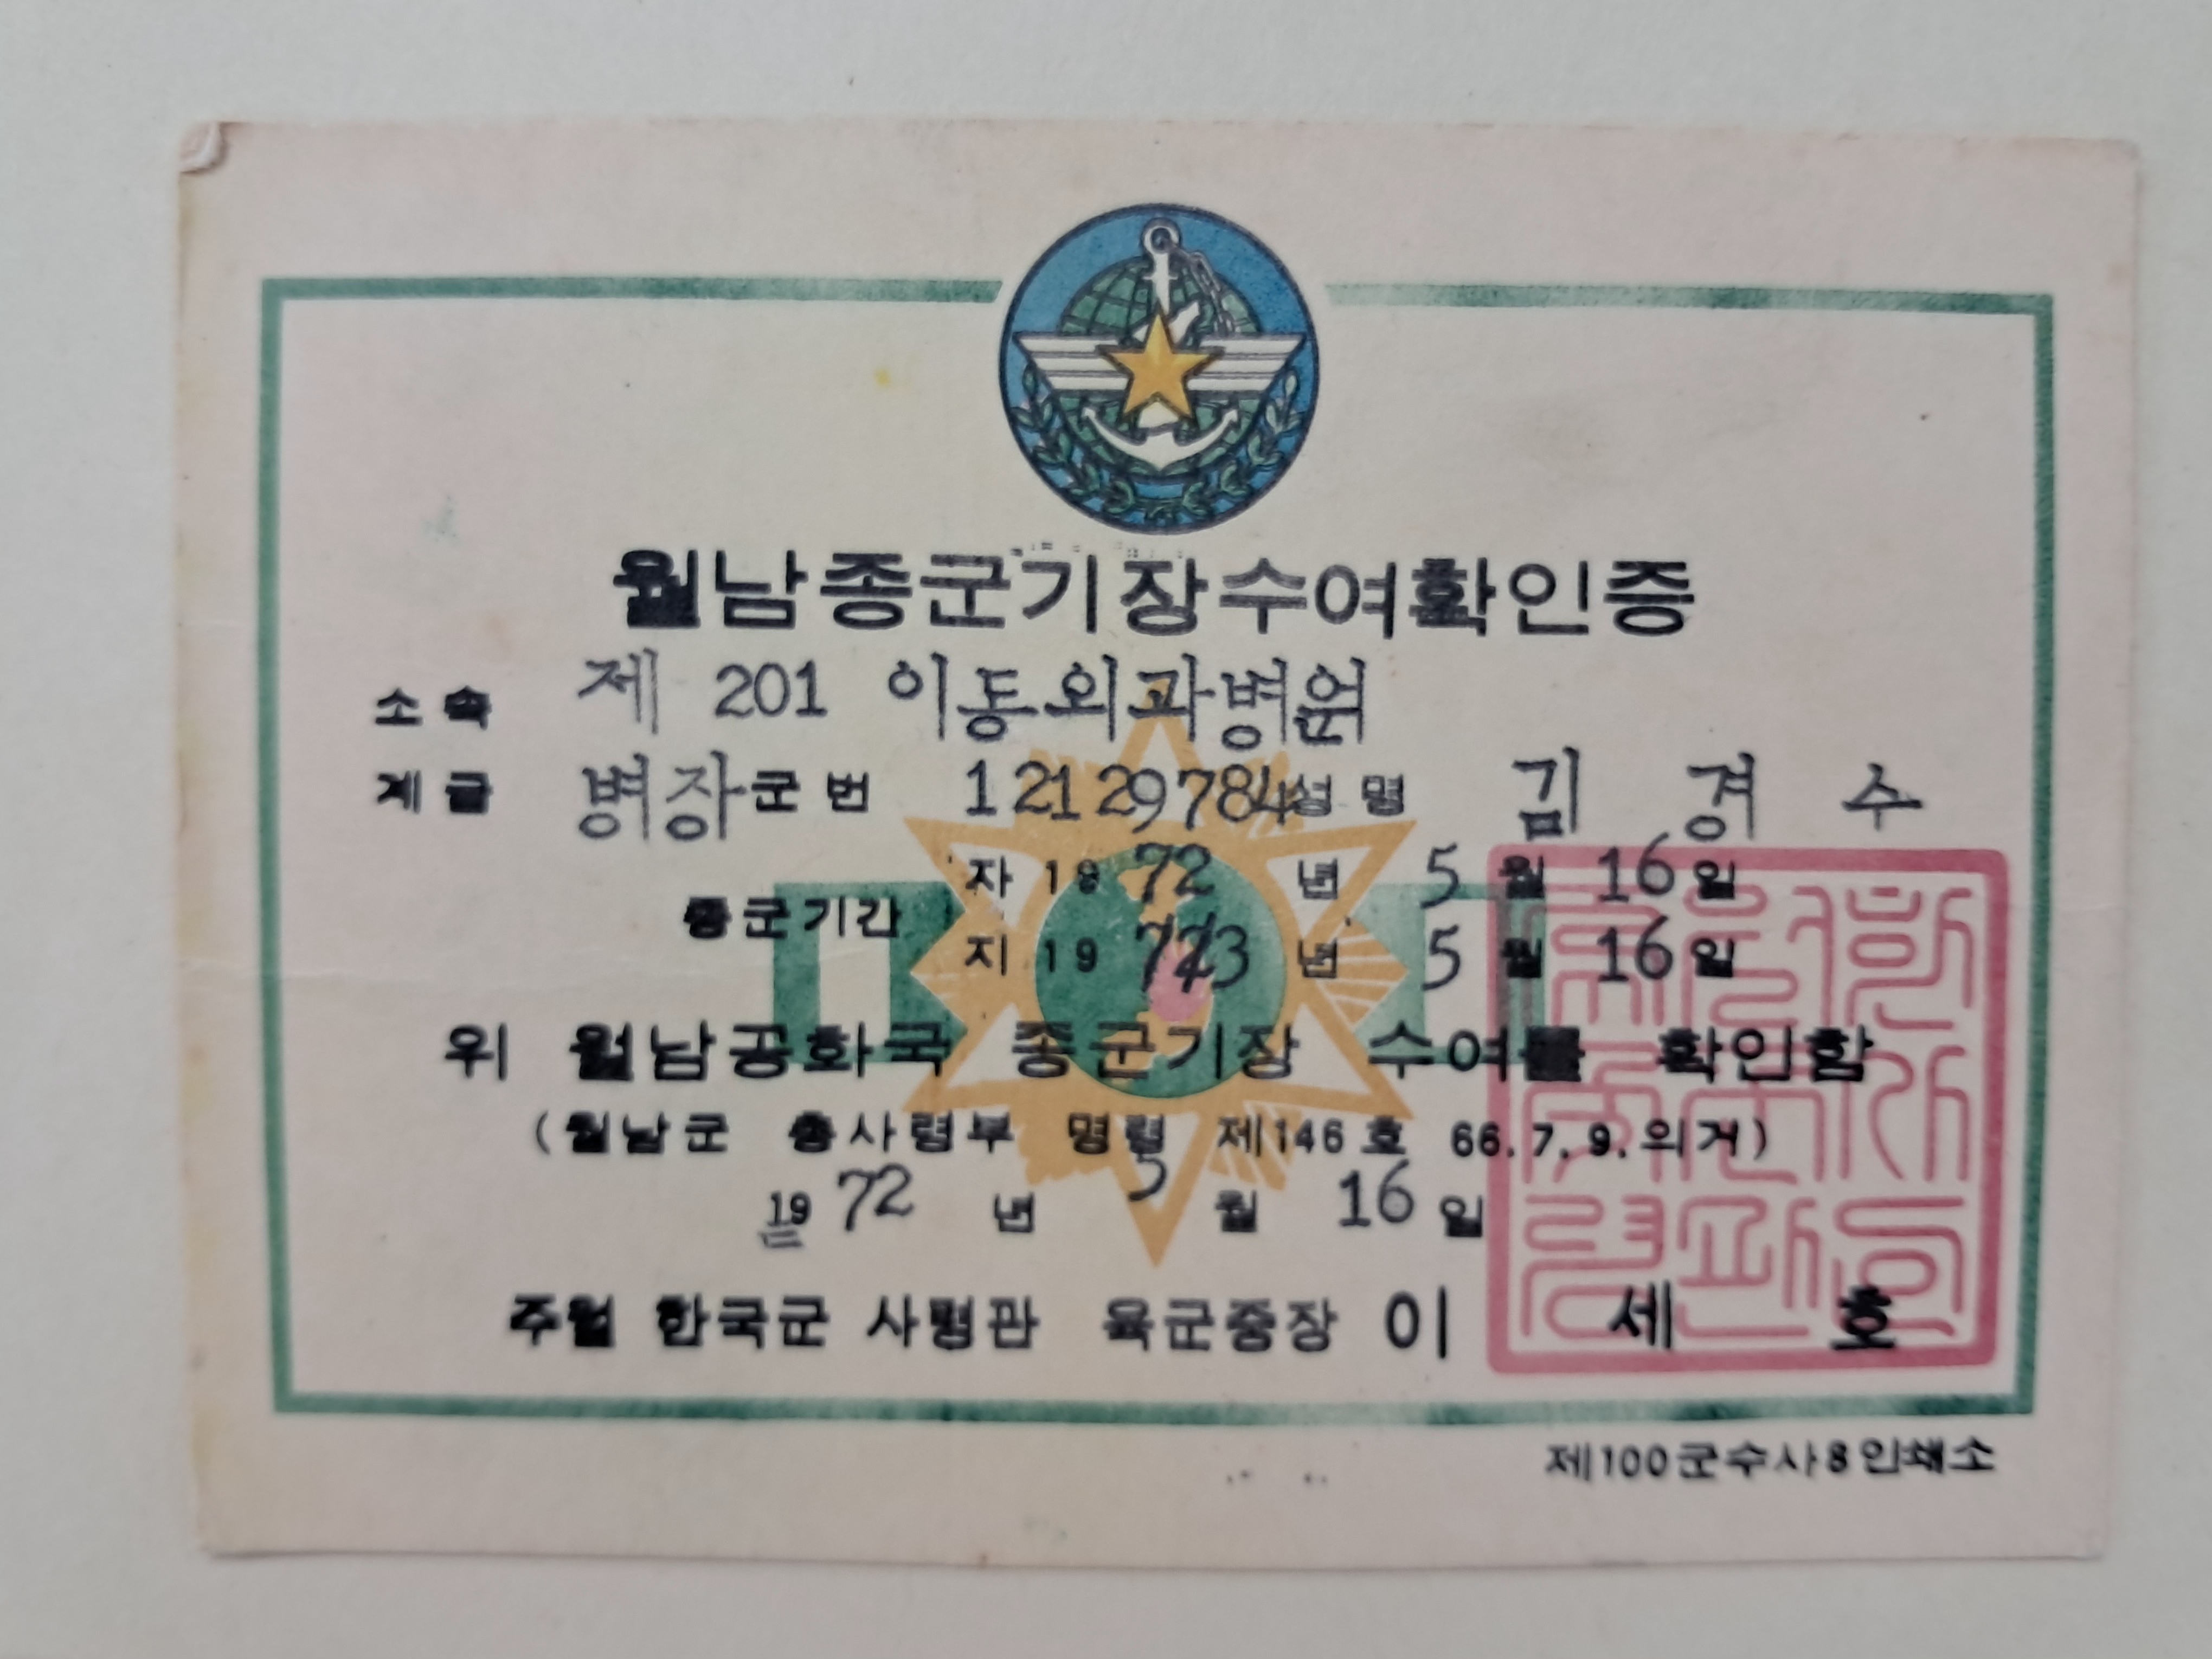 월남종군기장수여확인증
소속 제 201 이동외과병원
계급 병장 군번 12129784 성명 김 경 수
종군기간 자 1972 년 5 월 16 일
지 1973 년 5 월 16 일
위 월남공화국 종군기장 수여를 확인함
(월남군 총사령부 명령 제146호 66.7.9.의거)
1972 년 5 월 16 일
주월 한국군 사령관 육군중장 이 세 호
제100군수사8인쇄소